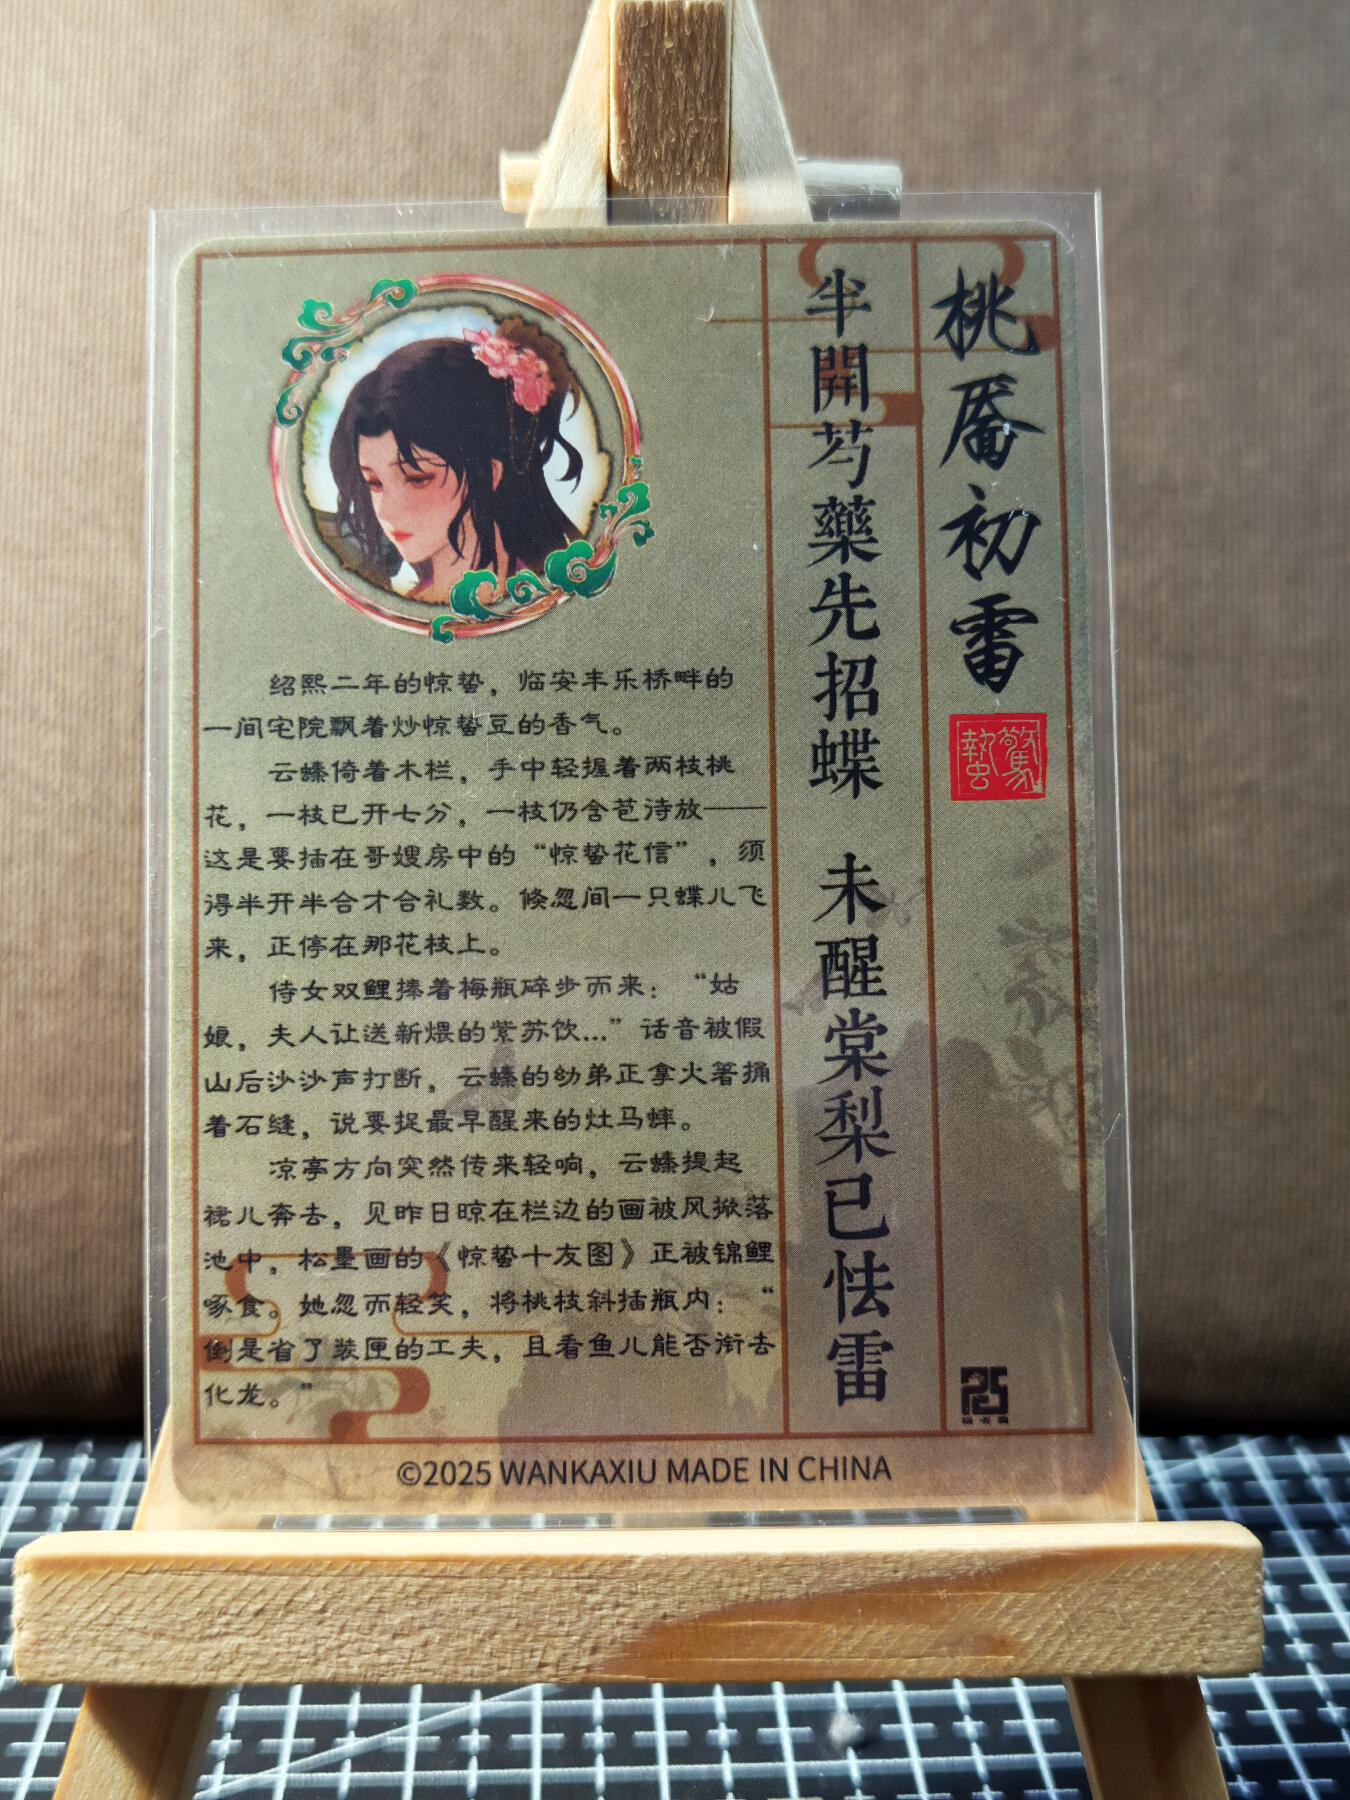 桃靥初雷
驚蟄
半開芍藥先招蝶 未醒棠梨已怯雷
绍熙二年的惊蛰，临安丰乐桥畔的
一间宅院飘着炒惊蛰豆的香气。
云蓁倚着木栏，手中轻握着两枝桃
花，一枝已开七分，一枝仍含苞待放——
这是要插在哥嫂房中的“惊蛰花信”，须
得半开半合才合礼数。倏忽间一只蝶儿飞
来，正停在那花枝上。
侍女双鲤捧着梅瓶碎步而来：“姑
娘，夫人让送新煨的紫苏饮...”话音被假
山后沙沙声打断，云蓁的幼弟正拿火箸捅
着石缝，说要捉最早醒来的灶马蟀。
凉亭方向突然传来轻响，云蓁提起
裙儿奔去，见昨日晾在栏边的画被风掀落
池中，松墨画的《惊蛰十友图》正被锦鲤
啄食。她忽而轻笑，将桃枝斜插瓶内：“
倒是省了装匣的工夫，且看鱼儿能否衔去
化龙。”
©2025 WANKAXIU MADE IN CHINA